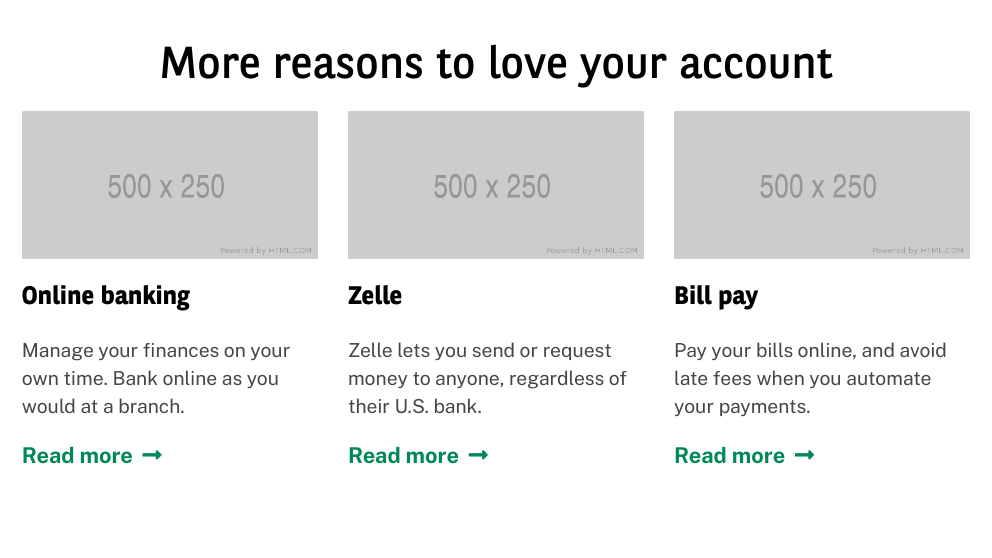 More reasons to love your account
500 x 250
Powered by HTML.COM
500 x 250
Powered by HTML.COM
500 x 250
Powered by HTML.COM
Online banking
Manage your finances on your
own time. Bank online as you
would at a branch.
Read more
Zelle
Zelle lets you send or request
money to anyone, regardless of
their U.S. bank.
Read more
Bill pay
Pay your bills online, and avoid
late fees when you automate
your payments.
Read more